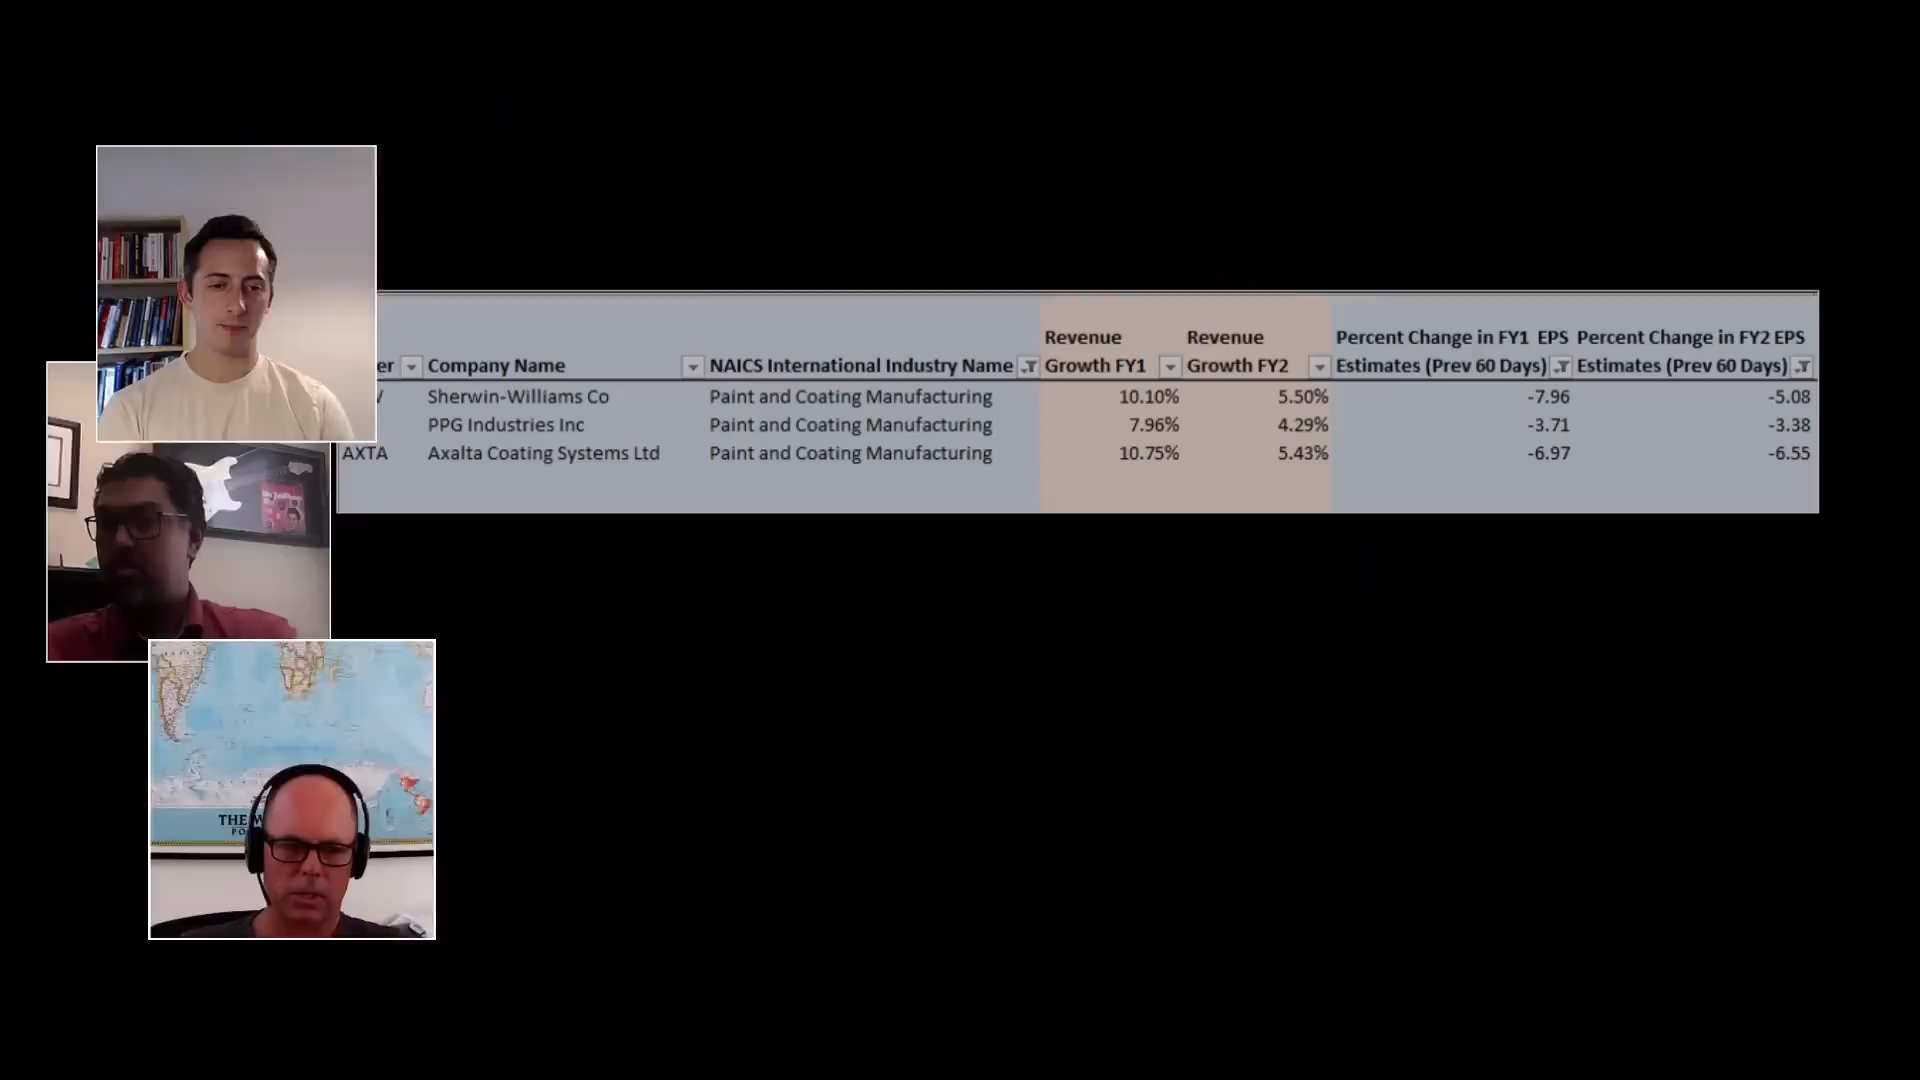 Revenue Revenue Percent Change in FY1 EPS Percent Change in FY2 EPS
er Company Name NAICS International Industry Name Growth FY1 Growth FY2 Estimates (Prev 60 Days) Estimates (Prev 60 Days)
Sherwin-Williams Co Paint and Coating Manufacturing 10.10% 5.50% -7.96 -5.08
PPG Industries Inc Paint and Coating Manufacturing 7.96% 4.29% -3.71 -3.38
AXTA Axalta Coating Systems Ltd Paint and Coating Manufacturing 10.75% 5.43% -6.97 -6.55
THE W
PO